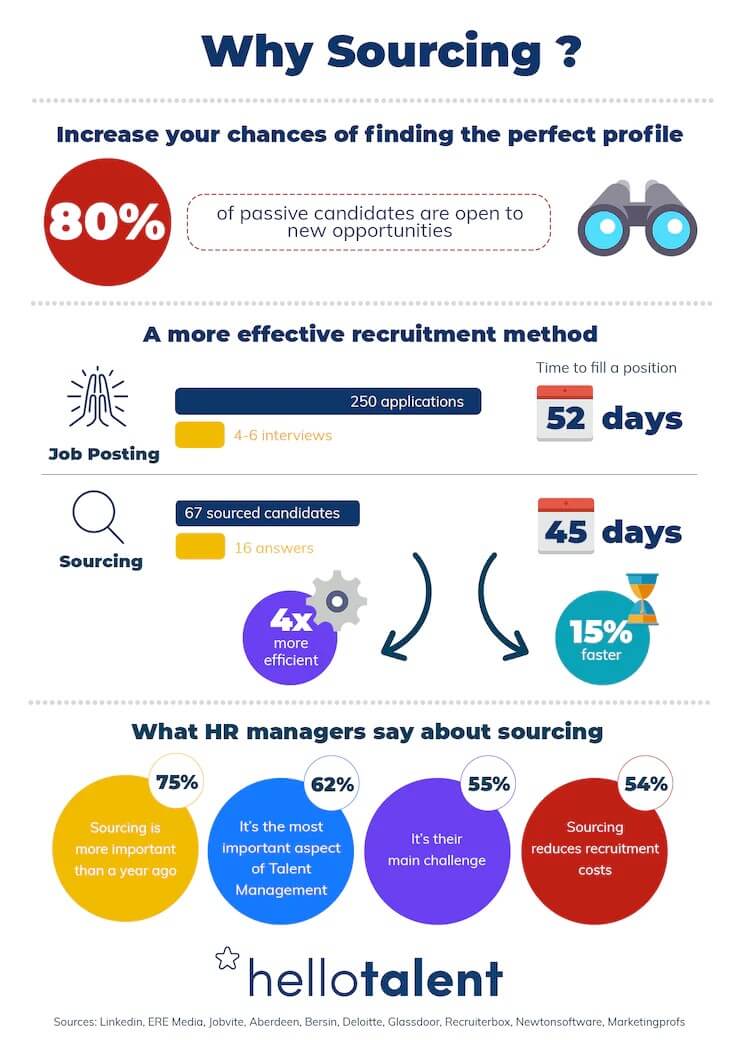 Why Sourcing ?
Increase your chances of finding the perfect profile
80%
of passive candidates are open to
new opportunities
A more effective recruitment method
Time to fill a position
250 applications
52 days
4-6 interviews
Job Posting
67 sourced candidates
45 days
16 answers
Sourcing
4x
more
efficient
15%
faster
What HR managers say about sourcing
75%
Sourcing is
more important
than a year ago
62%
It's the most
important aspect
of Talent
Management
55%
It's their
main challenge
54%
Sourcing
reduces recruitment
costs
hellotalent
Sources: Linkedin, ERE Media, Jobvite, Aberdeen, Bersin, Deloitte, Glassdoor, Recruiterbox, Newtonsoftware, Marketingprofs